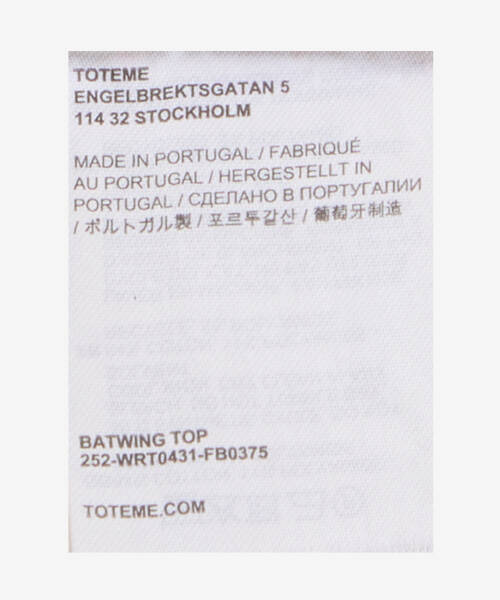 TOTEME
ENGELBREKTSGATAN 5
114 32 STOCKHOLM
MADE IN PORTUGAL / FABRIQUÉ
AU PORTUGAL / HERGESTELLT IN
PORTUGAL / СДЕЛАНО В ПОРТУГАЛИИ
/ ポルトガル製 / 포르투갈산 / 葡萄牙制造
BATWING TOP
252-WRT0431-FB0375
TOTEME.COM